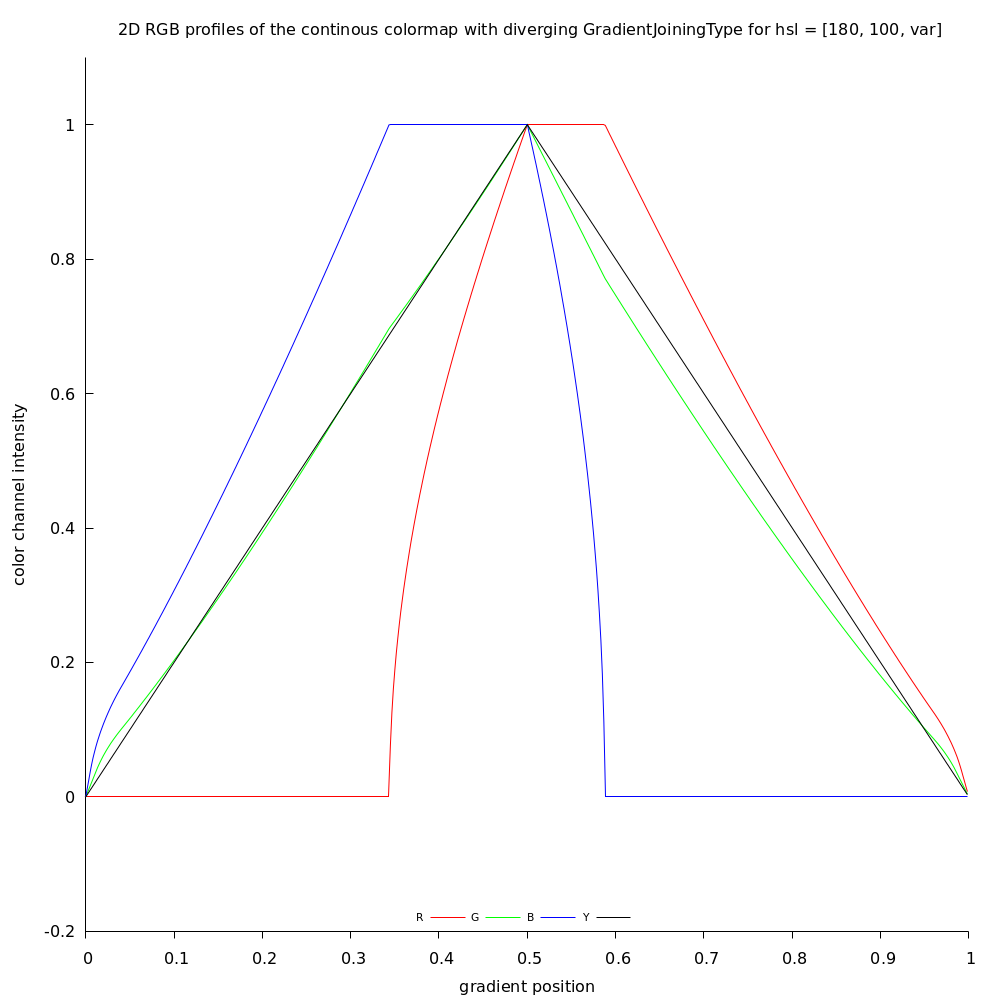 2D RGB profiles of the continous colormap with diverging GradientJoiningType for hsl = [180, 100, var]
1
0.8
0.6
0.4
0.2
0
-0.2
color channel intensity
R G B Y
0 0.1 0.2 0.3 0.4 0.5 0.6 0.7 0.8 0.9 1
gradient position